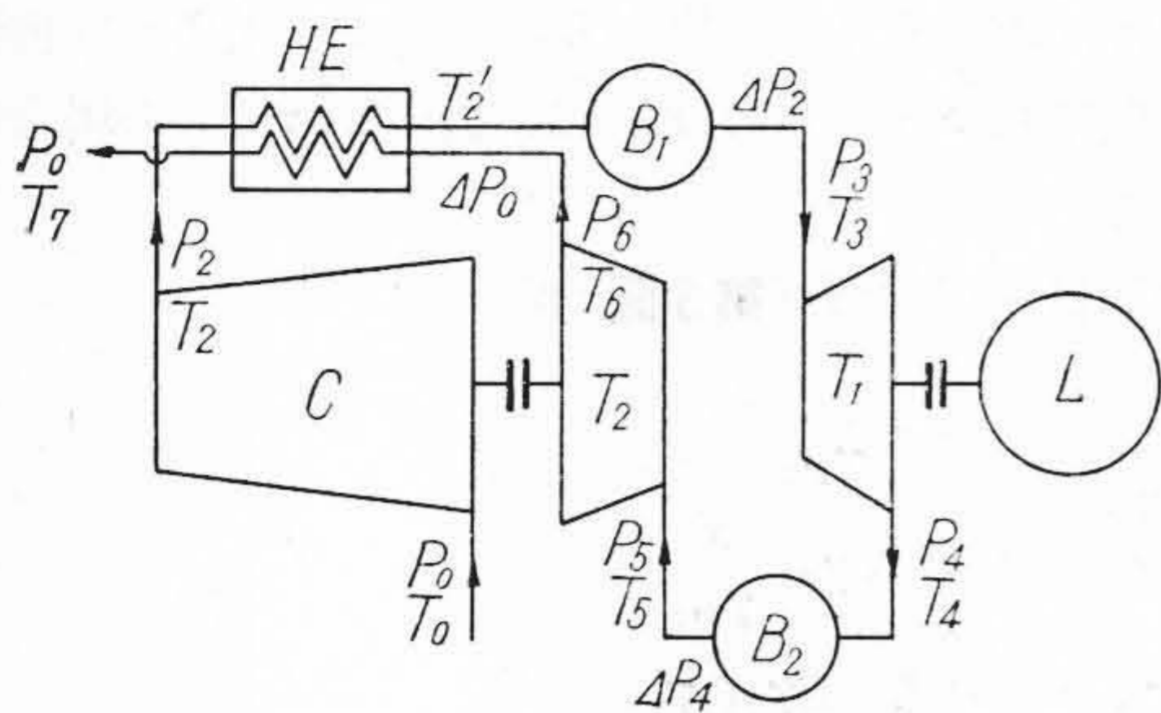 HE
T₂′
B₁
ΔP₂
P₀
T₇
ΔP₀
P₃
T₃
P₂
T₂
P₆
T₆
C
T₂
T₁
L
P₀
T₀
P₅
T₅
P₄
T₄
B₂
ΔP₄